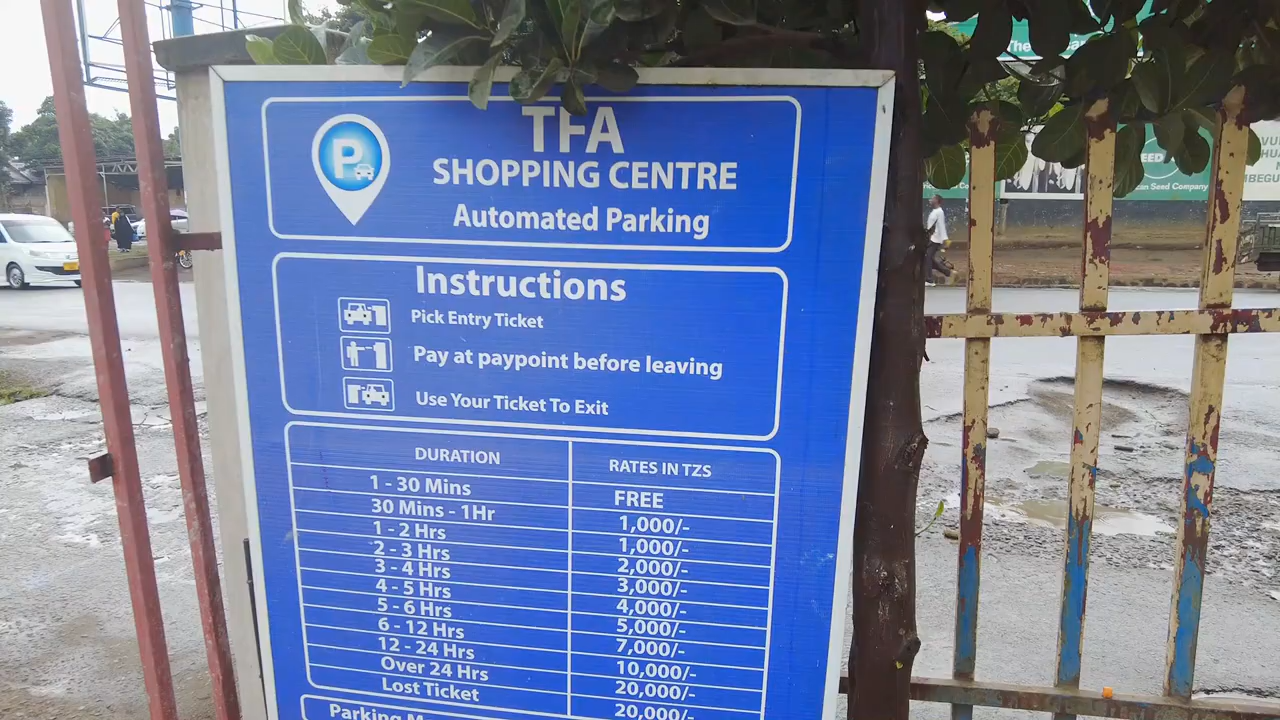 P
TFA
SHOPPING CENTRE
Automated Parking
Instructions
Pick Entry Ticket
Pay at paypoint before leaving
Use Your Ticket To Exit
DURATION RATES IN TZS
1 - 30 Mins FREE
30 Mins - 1Hr 1,000/-
1 - 2 Hrs 1,000/-
2 - 3 Hrs 2,000/-
3 - 4 Hrs 3,000/-
4 - 5 Hrs 4,000/-
5 - 6 Hrs 5,000/-
6 - 12 Hrs 7,000/-
12 - 24 Hrs 10,000/-
Over 24 Hrs 20,000/-
Lost Ticket 20,000/-
Parking
The
Seed Company